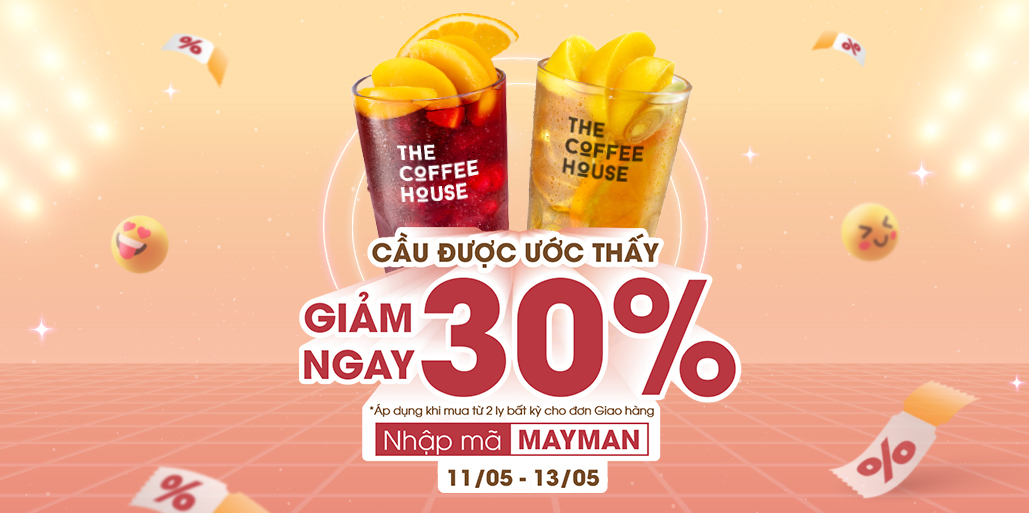 THE
COFFEE
HOUSE
THE
COFFEE
HOUSE
CẦU ĐƯỢC ƯỚC THẤY
GIẢM
NGAY
30%
*Áp dụng khi mua từ 2 ly bất kỳ cho đơn Giao hàng
Nhập mã MAYMAN
11/05 - 13/05
%
%
%
%